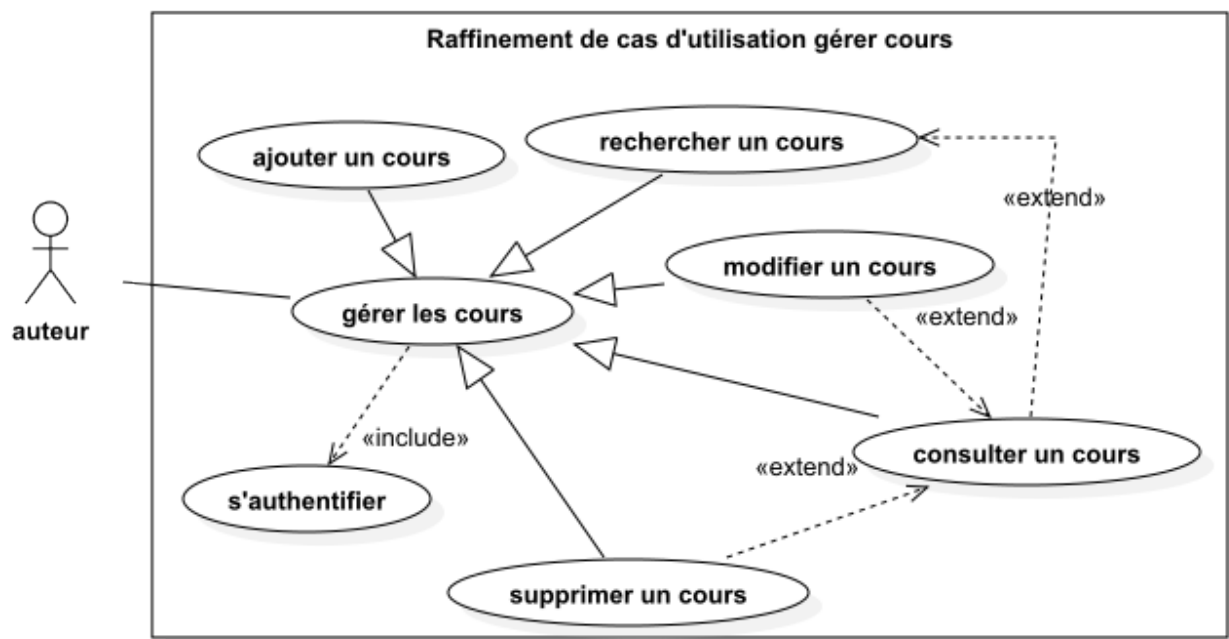 Raffinement de cas d'utilisation gérer cours
ajouter un cours
rechercher un cours
«extend»
modifier un cours
gérer les cours
«extend»
auteur
«include»
consulter un cours
«extend»
s'authentifier
supprimer un cours